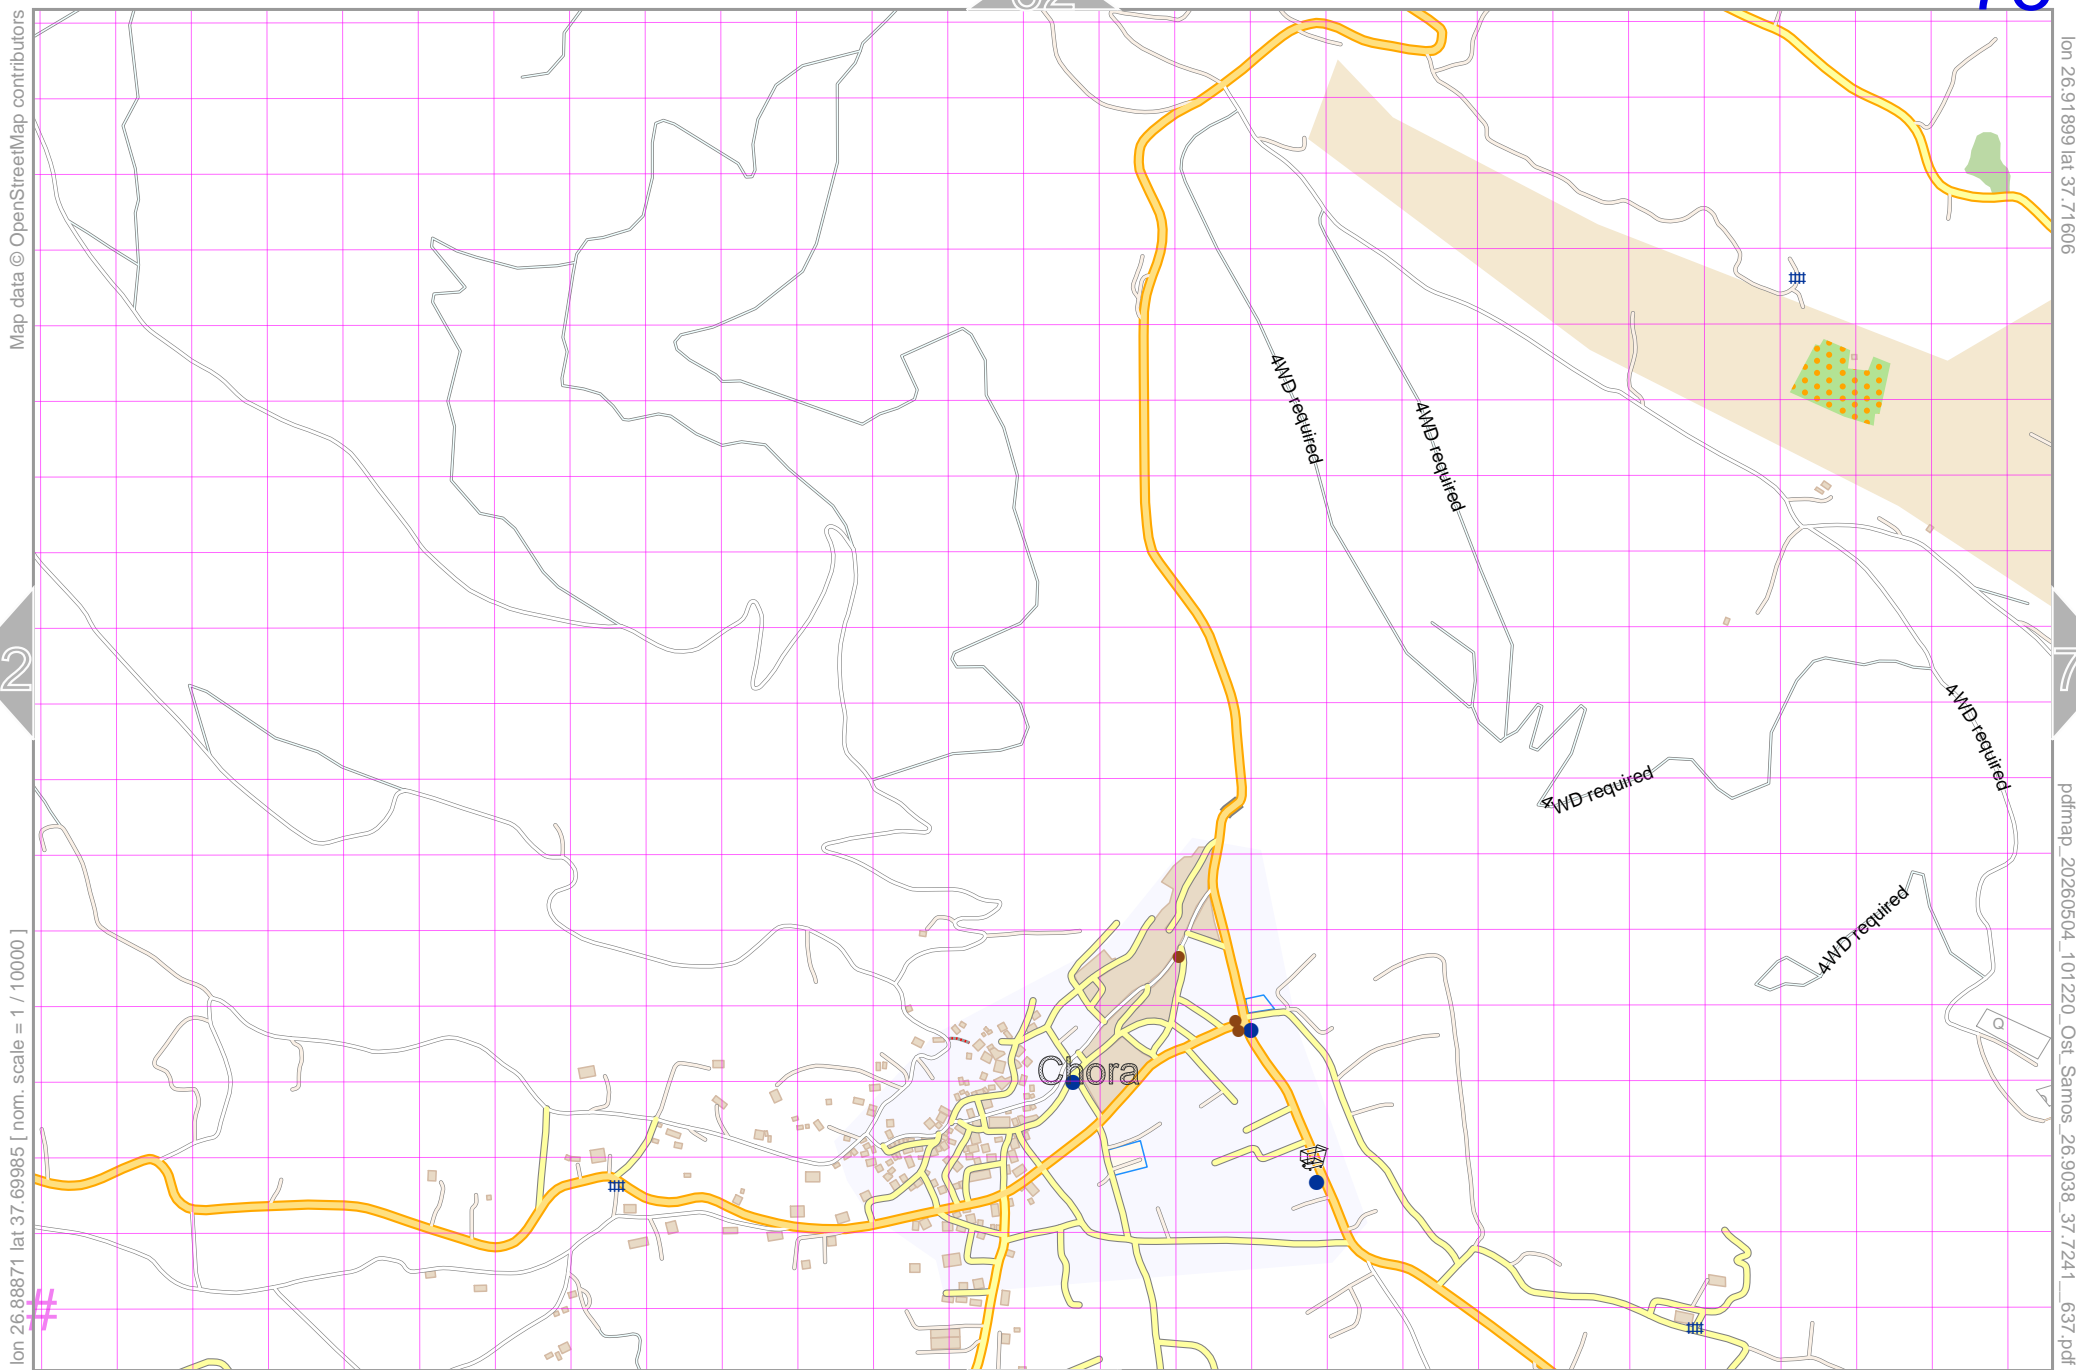 Map data © OpenStreetMap contributors
lon 26.88871 lat 37.69985 [ nom. scale = 1 / 10000 ]
lon 26.91899 lat 37.71606
pdfmap_20260504_101220_Ost_Samos_26.9038_37.7241__637.pdf
2
7
4WD required
4WD required
4WD required
4WD required
4WD required
Chora
#